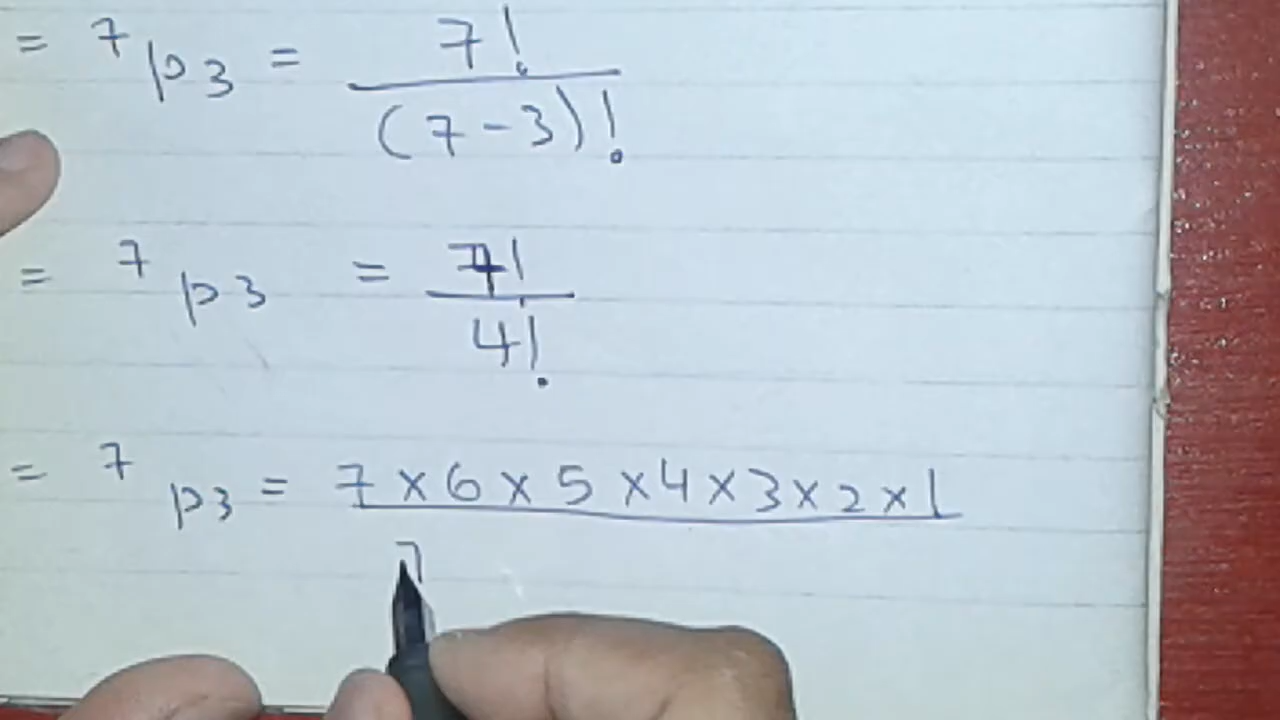 = ⁷P₃ = 7!
(7-3)!
= ⁷P₃ = 7!
4!
= ⁷P₃ = 7 × 6 × 5 × 4 × 3 × 2 × 1